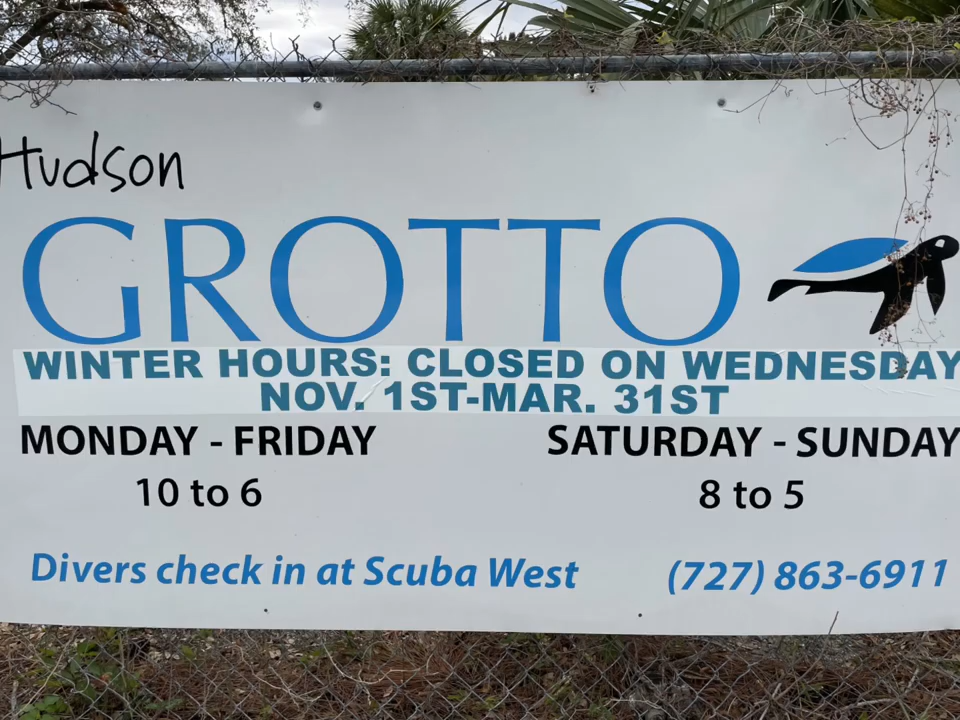 Hudson
GROTTO
WINTER HOURS: CLOSED ON WEDNESDAY
NOV. 1ST-MAR. 31ST
MONDAY - FRIDAY SATURDAY - SUNDAY
10 to 6 8 to 5
Divers check in at Scuba West (727) 863-6911